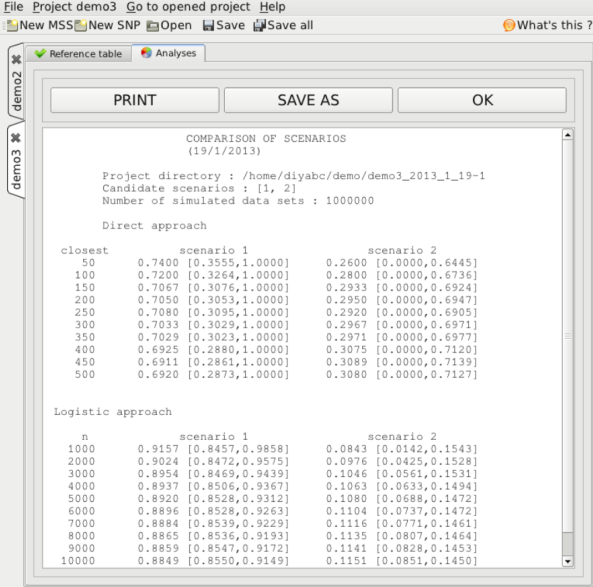 File Project demo3 Go to opened project Help
New MSS New SNP Open Save Save all What's this ?
demo2
demo3
Reference table Analyses
PRINT SAVE AS OK
COMPARISON OF SCENARIOS
(19/1/2013)
Project directory : /home/diyabc/demo/demo3_2013_1_19-1
Candidate scenarios : [1, 2]
Number of simulated data sets : 1000000
Direct approach
closest scenario 1 scenario 2
50 0.7400 [0.3555,1.0000] 0.2600 [0.0000,0.6445]
100 0.7200 [0.3264,1.0000] 0.2800 [0.0000,0.6736]
150 0.7067 [0.3076,1.0000] 0.2933 [0.0000,0.6924]
200 0.7050 [0.3053,1.0000] 0.2950 [0.0000,0.6947]
250 0.7080 [0.3095,1.0000] 0.2920 [0.0000,0.6905]
300 0.7033 [0.3029,1.0000] 0.2967 [0.0000,0.6971]
350 0.7029 [0.3023,1.0000] 0.2971 [0.0000,0.6977]
400 0.6925 [0.2880,1.0000] 0.3075 [0.0000,0.7120]
450 0.6911 [0.2861,1.0000] 0.3089 [0.0000,0.7139]
500 0.6920 [0.2873,1.0000] 0.3080 [0.0000,0.7127]
Logistic approach
n scenario 1 scenario 2
1000 0.9157 [0.8457,0.9858] 0.0843 [0.0142,0.1543]
2000 0.9024 [0.8472,0.9575] 0.0976 [0.0425,0.1528]
3000 0.8954 [0.8469,0.9439] 0.1046 [0.0561,0.1531]
4000 0.8937 [0.8506,0.9367] 0.1063 [0.0633,0.1494]
5000 0.8920 [0.8528,0.9312] 0.1080 [0.0688,0.1472]
6000 0.8896 [0.8528,0.9263] 0.1104 [0.0737,0.1472]
7000 0.8884 [0.8539,0.9229] 0.1116 [0.0771,0.1461]
8000 0.8865 [0.8536,0.9193] 0.1135 [0.0807,0.1464]
9000 0.8859 [0.8547,0.9172] 0.1141 [0.0828,0.1453]
10000 0.8849 [0.8550,0.9149] 0.1151 [0.0851,0.1450]